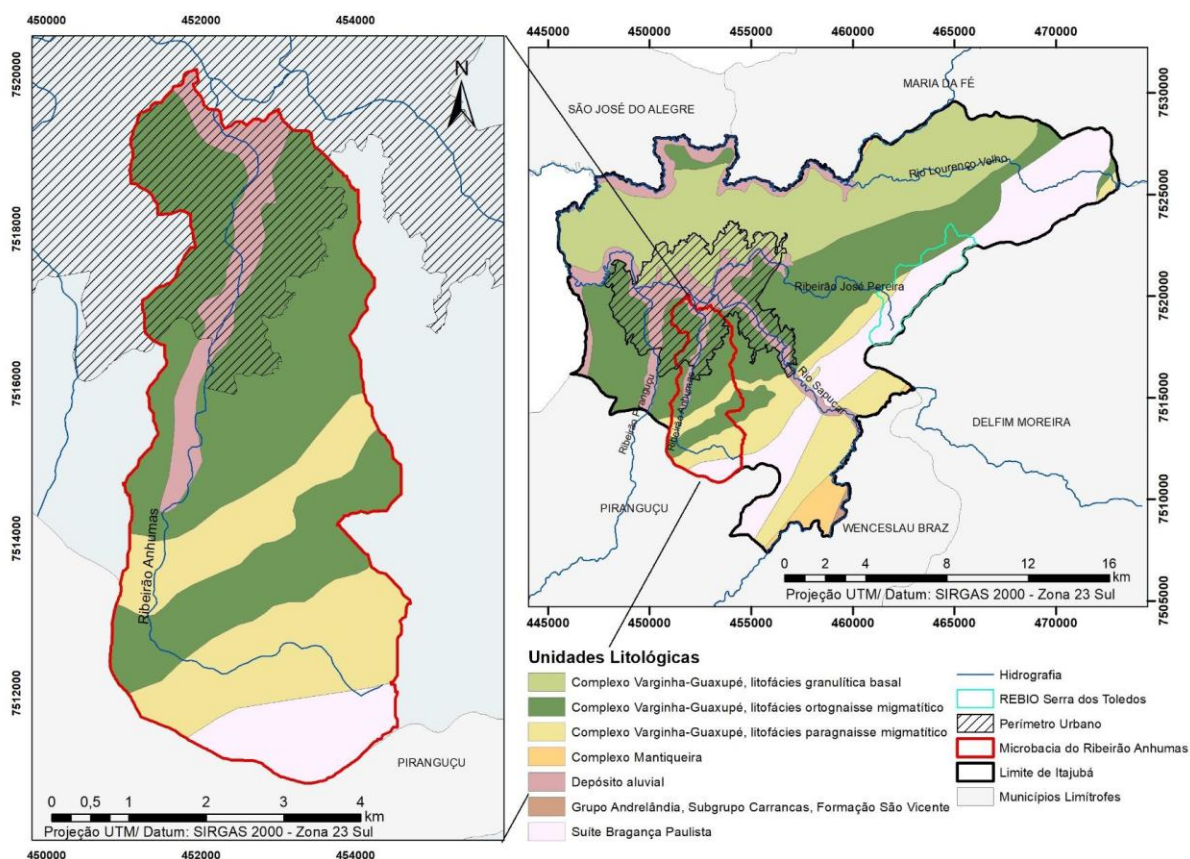 450000
452000
454000
7520000
7518000
7516000
7514000
7512000
N
Ribeirão Anhumas
PIRANGUÇU
0 0,5 1 2 3 4
km
Projeção UTM/ Datum: SIRGAS 2000 - Zona 23 Sul
450000
452000
454000
445000
450000
455000
460000
465000
470000
7530000
7525000
7520000
7515000
7510000
7505000
MARIA DA FÉ
SÃO JOSÉ DO ALEGRE
Rio Lourenço Velho
Ribeirão José Pereira
Ribeirão Piranguçu
Ribeirão Anhumas
Rio Sapucaí
DELFIM MOREIRA
PIRANGUÇU
WENCESLAU BRAZ
0 2 4 8 12 16
km
Projeção UTM/ Datum: SIRGAS 2000 - Zona 23 Sul
445000
450000
455000
460000
465000
470000
Unidades Litológicas
Complexo Varginha-Guaxupé, litofácies granulítica basal
Complexo Varginha-Guaxupé, litofácies ortognaisse migmatítico
Complexo Varginha-Guaxupé, litofácies paragnaisse migmatítico
Complexo Mantiqueira
Depósito aluvial
Grupo Andrelândia, Subgrupo Carrancas, Formação São Vicente
Suíte Bragança Paulista
Hidrografia
REBIO Serra dos Toledos
Perímetro Urbano
Microbacia do Ribeirão Anhumas
Limite de Itajubá
Municípios Limítrofes